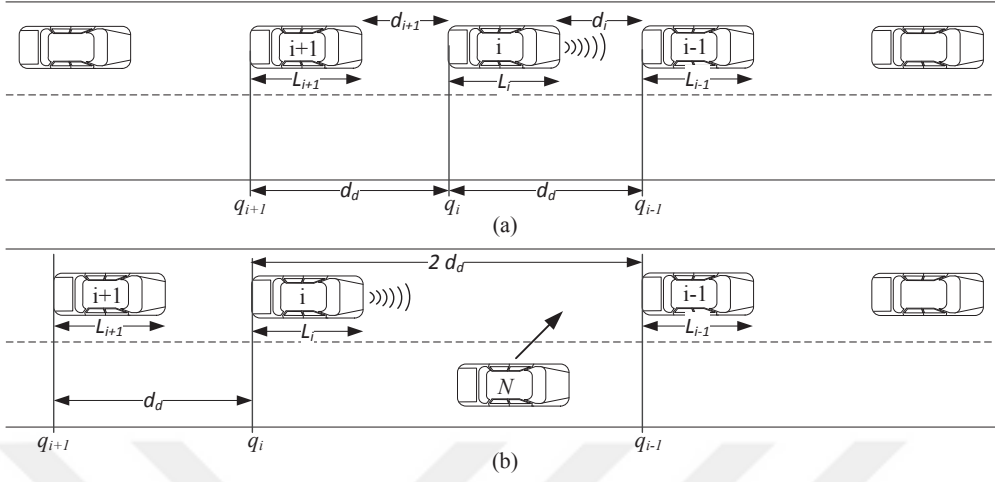 d_{i+1} d_i
i+1 i i-1
L_{i+1} L_i L_{i-1}
d_d d_d
q_{i+1} q_i q_{i-1}
(a)
2 d_d
i+1 i i-1
L_{i+1} L_i L_{i-1}
N
d_d
q_{i+1} q_i q_{i-1}
(b)